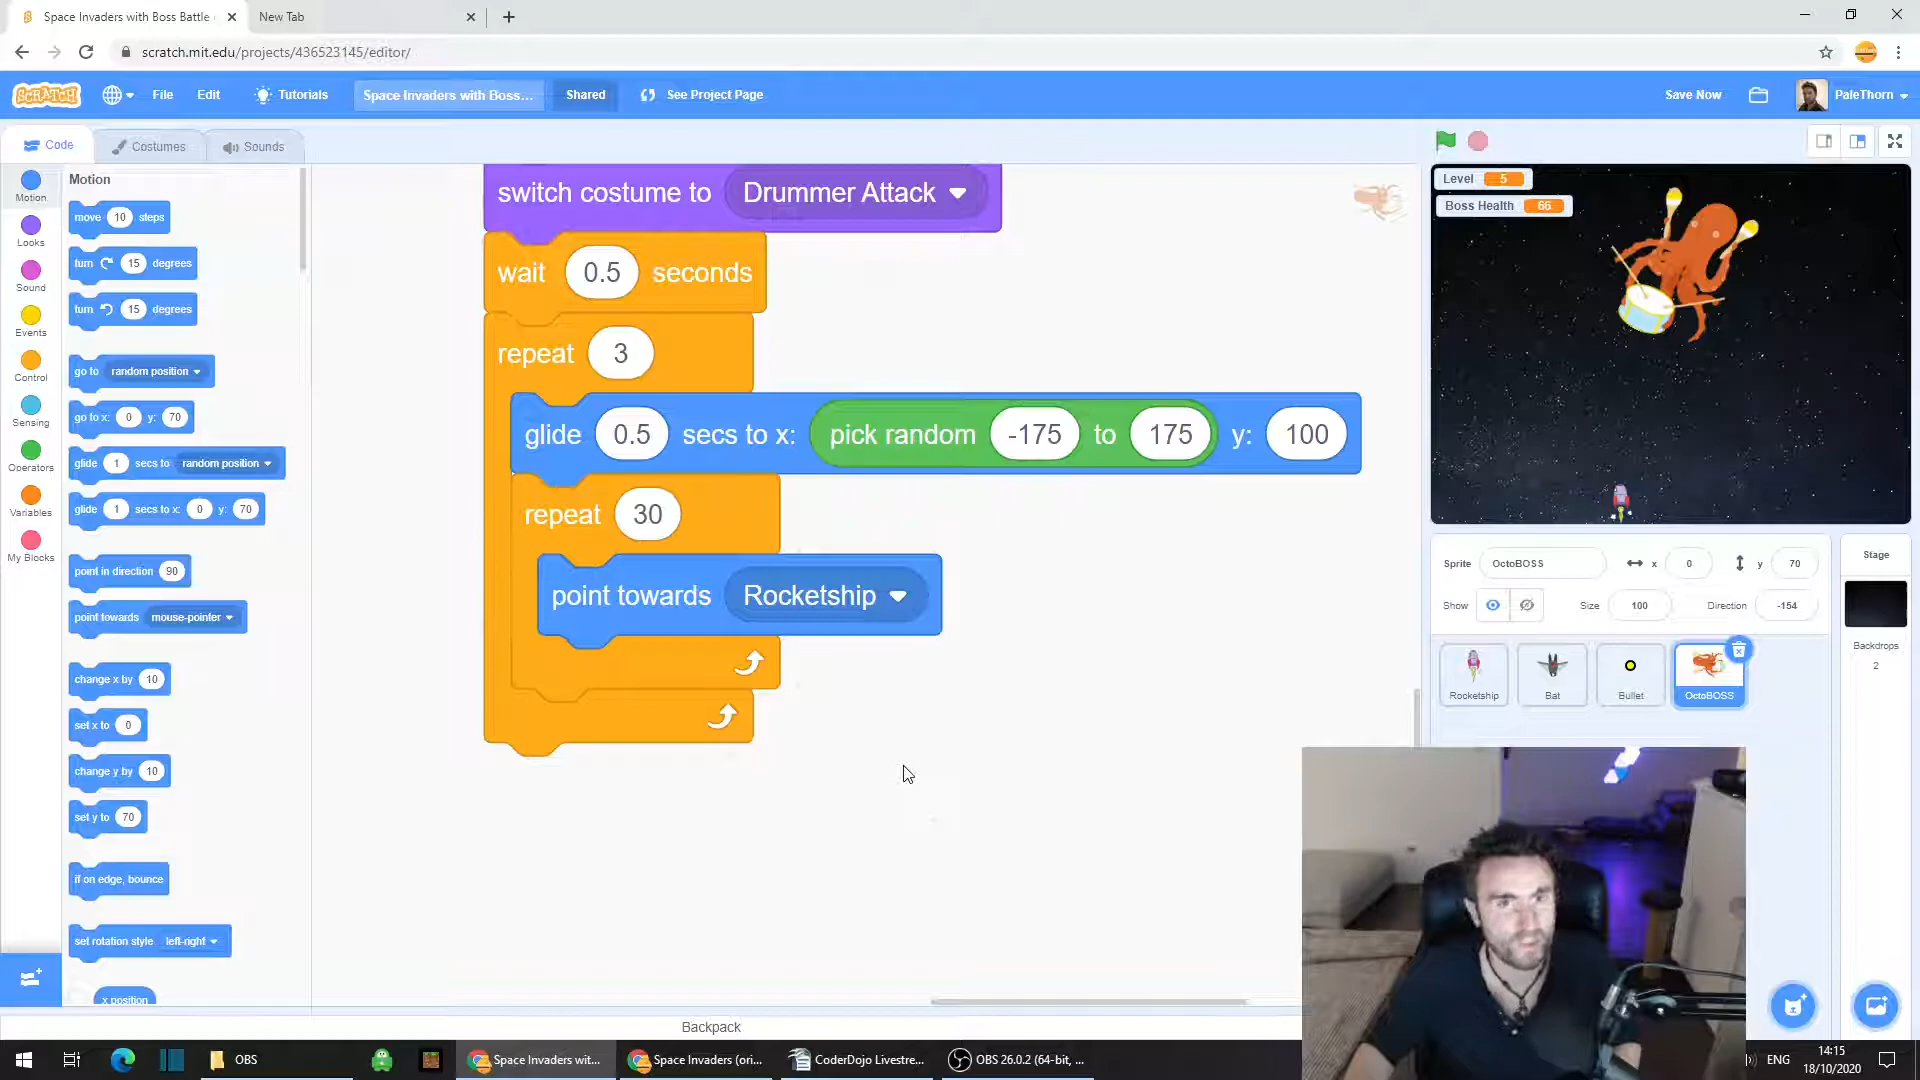 Space Invaders with Boss Battle
New Tab
scratch.mit.edu/projects/436523145/editor/
SCRATCH
File
Edit
Tutorials
Space Invaders with Boss...
Shared
See Project Page
Save Now
PaleThorn
Code
Costumes
Sounds
Motion
Looks
Sound
Events
Control
Sensing
Operators
Variables
My Blocks
Motion
move 10 steps
turn 15 degrees
turn 15 degrees
go to random position
go to x: 0 y: 70
glide 1 secs to random position
glide 1 secs to x: 0 y: 70
point in direction 90
point towards mouse-pointer
change x by 10
set x to 0
change y by 10
set y to 70
if on edge, bounce
set rotation style left-right
x position
switch costume to Drummer Attack
wait 0.5 seconds
repeat 3
glide 0.5 secs to x: pick random -175 to 175 y: 100
repeat 30
point towards Rocketship
Level 5
Boss Health 66
Sprite OctoBOSS x 0 y 70
Show Size 100 Direction -154
Rocketship
Bat
Bullet
OctoBOSS
Stage
Backdrops
2
Backpack
OBS
Space Invaders wit...
Space Invaders (ori...
CoderDojo Livestre...
OBS 26.0.2 (64-bit, ...
ENG
14:15
18/10/2020